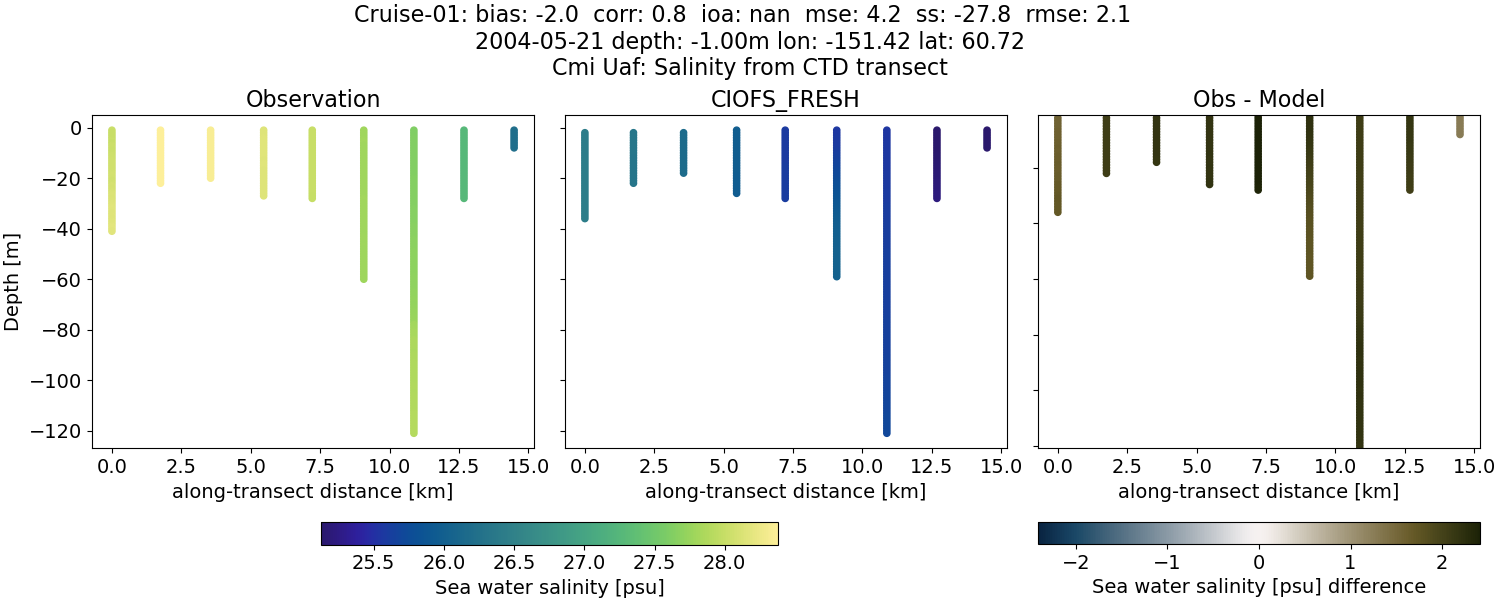 Cruise-01: bias: -2.0  corr: 0.8  ioa: nan  mse: 4.2  ss: -27.8  rmse: 2.1
2004-05-21 depth: -1.00m lon: -151.42 lat: 60.72
Cmi Uaf: Salinity from CTD transect
Observation
CIOFS_FRESH
Obs - Model
Depth [m]
0
−20
−40
−60
−80
−100
−120
0.0 2.5 5.0 7.5 10.0 12.5 15.0
0.0 2.5 5.0 7.5 10.0 12.5 15.0
0.0 2.5 5.0 7.5 10.0 12.5 15.0
along-transect distance [km]
along-transect distance [km]
along-transect distance [km]
25.5 26.0 26.5 27.0 27.5 28.0
Sea water salinity [psu]
−2 −1 0 1 2
Sea water salinity [psu] difference